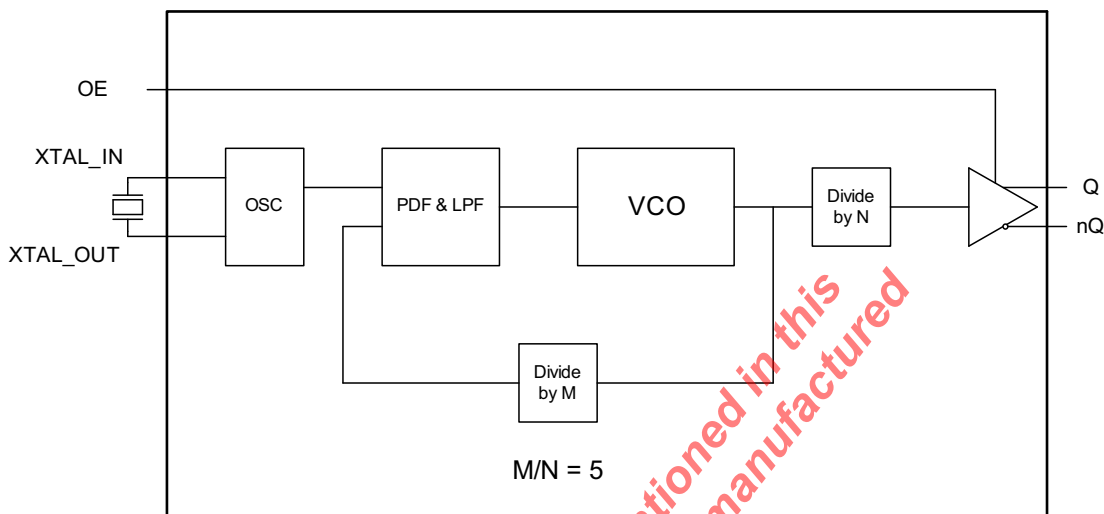 OE
XTAL_IN
XTAL_OUT
OSC
PDF & LPF
VCO
Divide
by N
Q
nQ
Divide
by M
M/N = 5
in this
manufactured